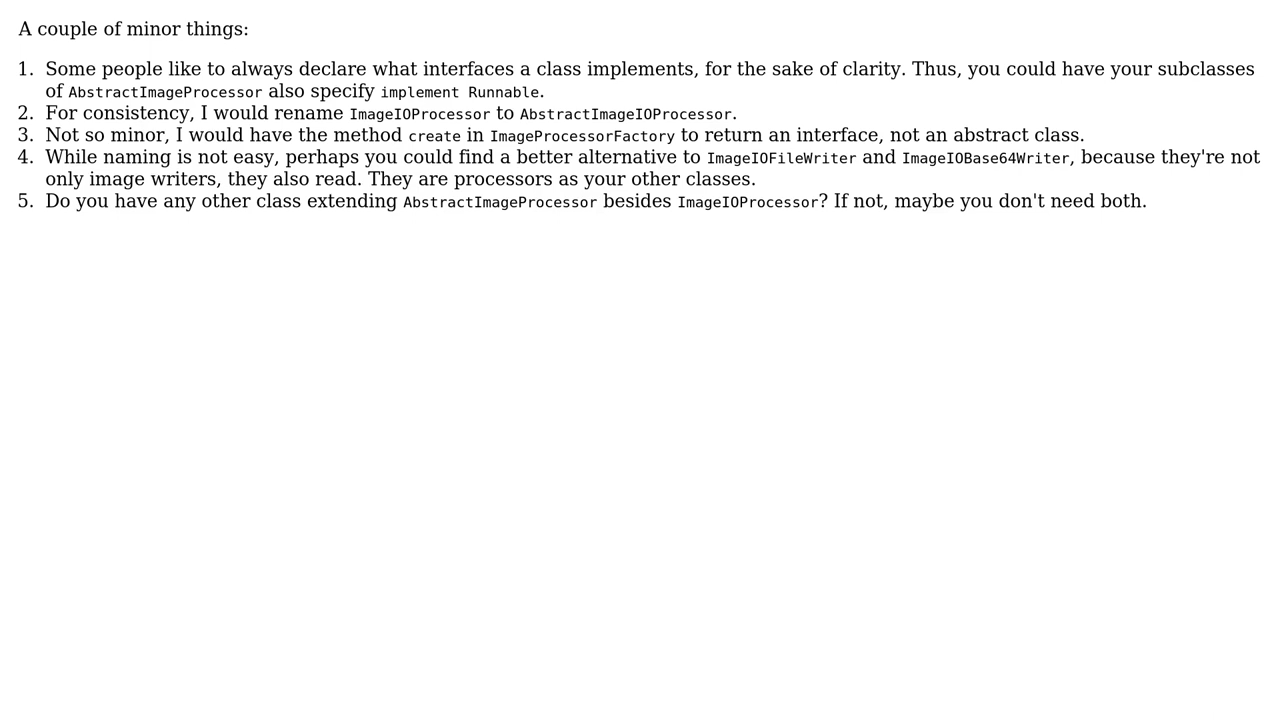 A couple of minor things:
1. Some people like to always declare what interfaces a class implements, for the sake of clarity. Thus, you could have your subclasses
of AbstractImageProcessor also specify implement Runnable.
2. For consistency, I would rename ImageIOProcessor to AbstractImageIOProcessor.
3. Not so minor, I would have the method create in ImageProcessorFactory to return an interface, not an abstract class.
4. While naming is not easy, perhaps you could find a better alternative to ImageIOFileWriter and ImageIOBase64Writer, because they're not
only image writers, they also read. They are processors as your other classes.
5. Do you have any other class extending AbstractImageProcessor besides ImageIOProcessor? If not, maybe you don't need both.